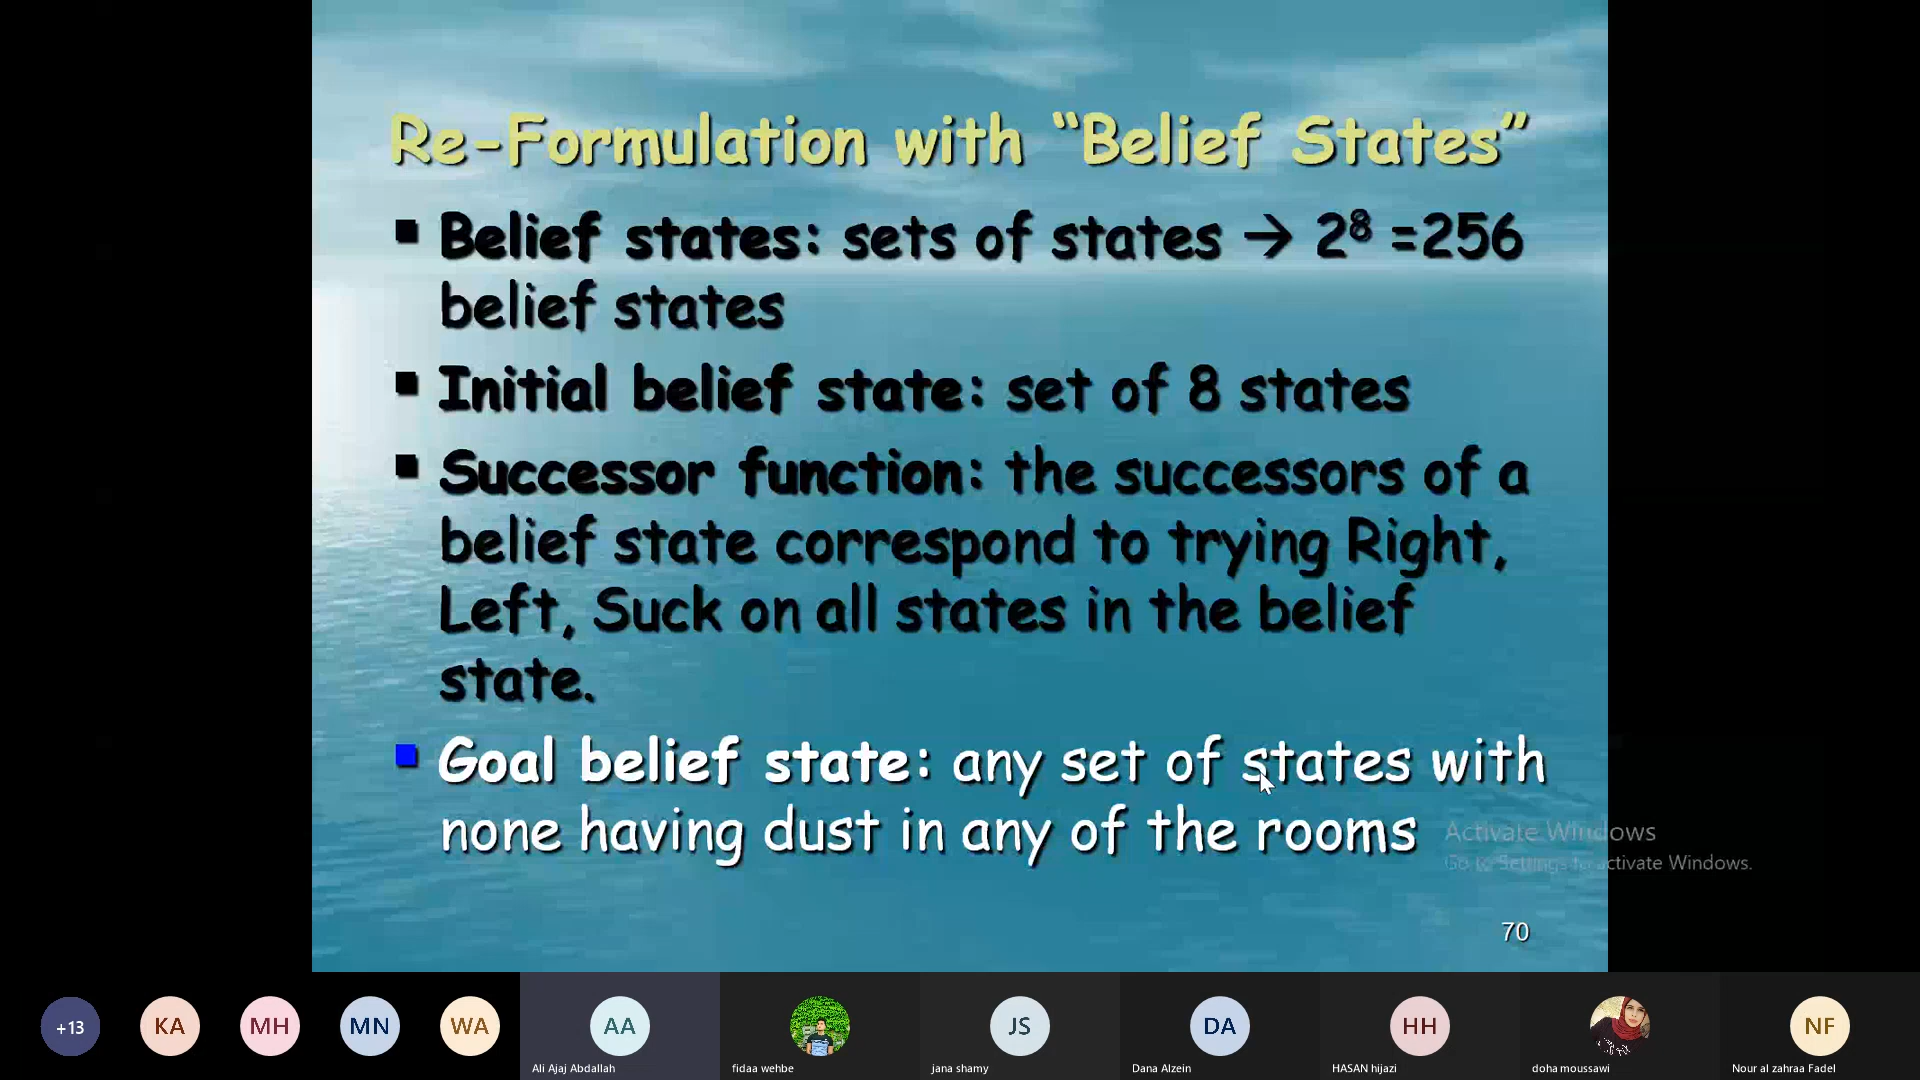 Re-Formulation with “Belief States”
Belief states: sets of states → 2⁸ =256
belief states
Initial belief state: set of 8 states
Successor function: the successors of a
belief state correspond to trying Right,
Left, Suck on all states in the belief
state.
Goal belief state: any set of states with
none having dust in any of the rooms
Activate Windows
Go to Settings to activate Windows.
70
+13
KA
MH
MN
WA
AA
JS
DA
HH
NF
Ali Ajaj Abdallah
fidaa wehbe
jana shamy
Dana Alzein
HASAN hijazi
doha moussawi
Nour al zahraa Fadel